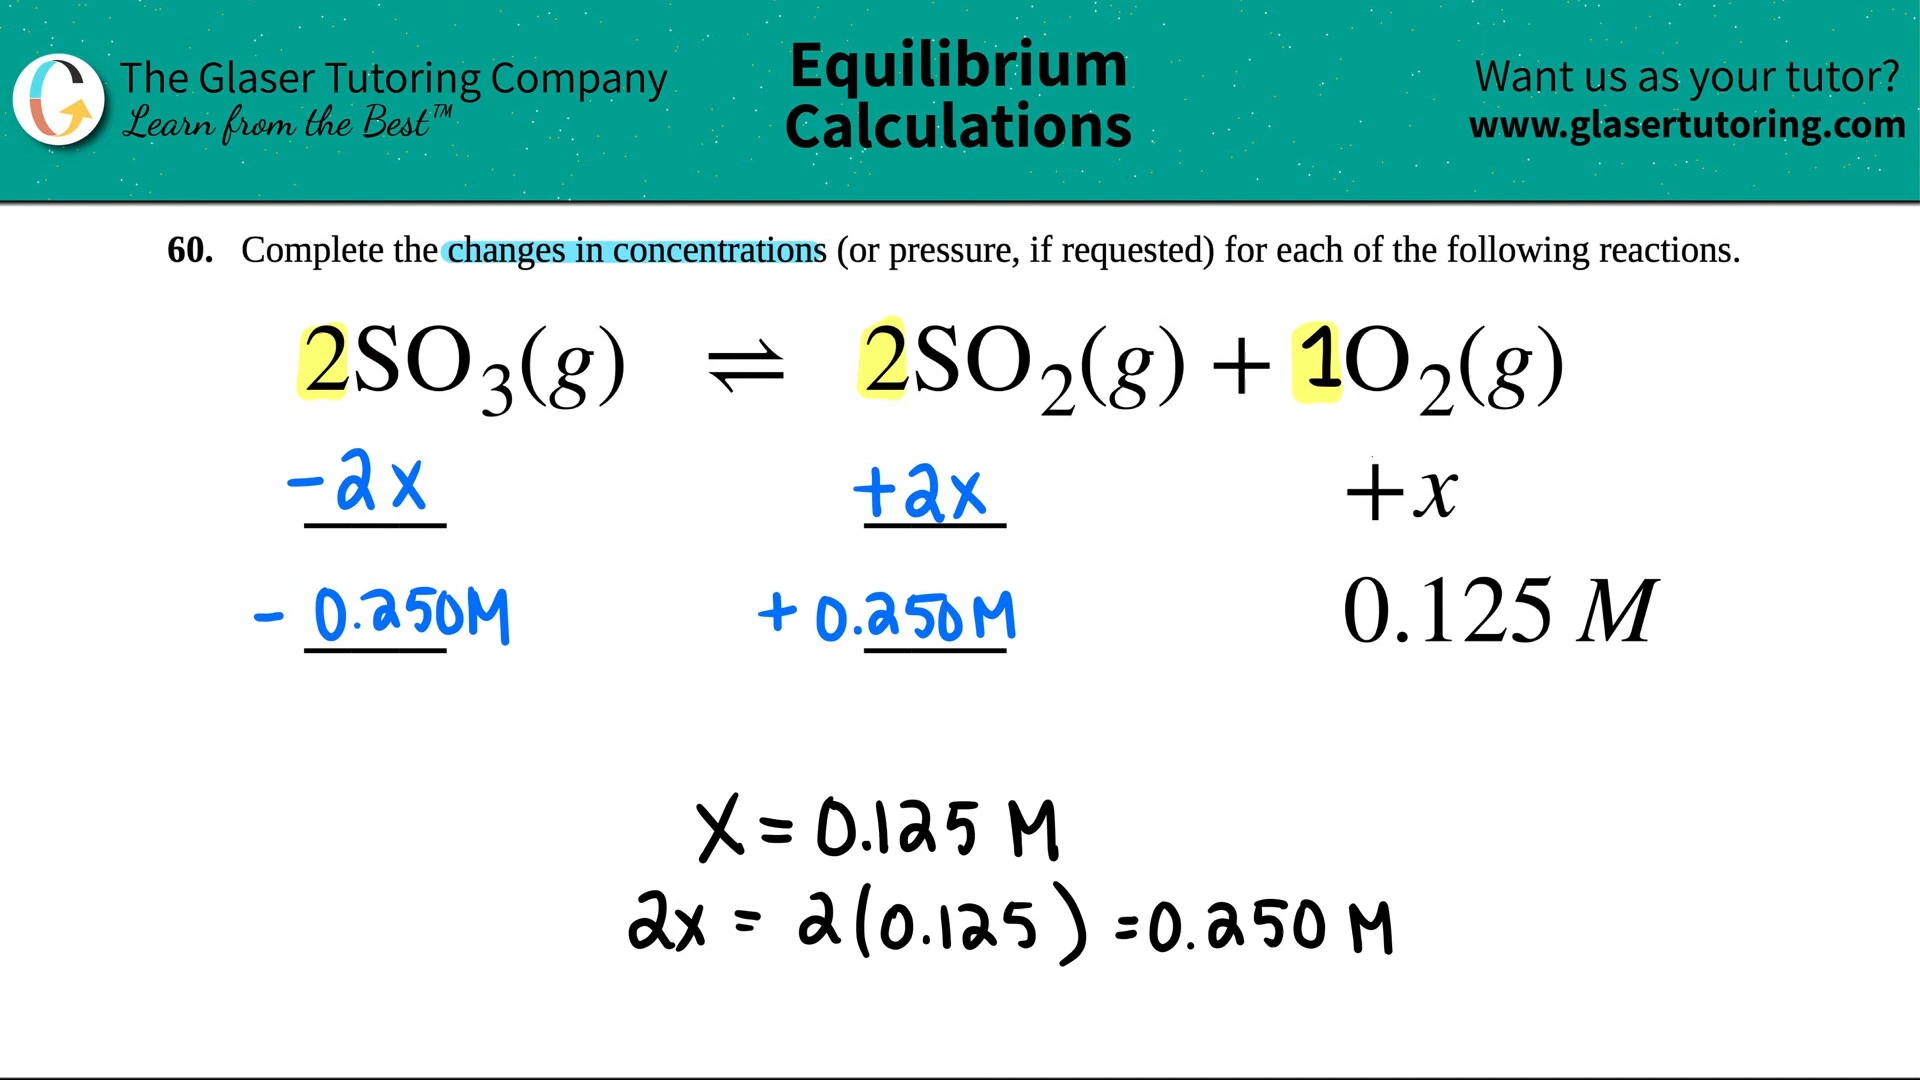 The Glaser Tutoring Company
Learn from the Best™
Equilibrium
Calculations
Want us as your tutor?
www.glasertutoring.com
60. Complete the changes in concentrations (or pressure, if requested) for each of the following reactions.
2SO₃(g) ⇌ 2SO₂(g) + 1O₂(g)
-2x +2x +x
- 0.250M + 0.250M 0.125 M
X = 0.125 M
2x = 2(0.125) = 0.250 M